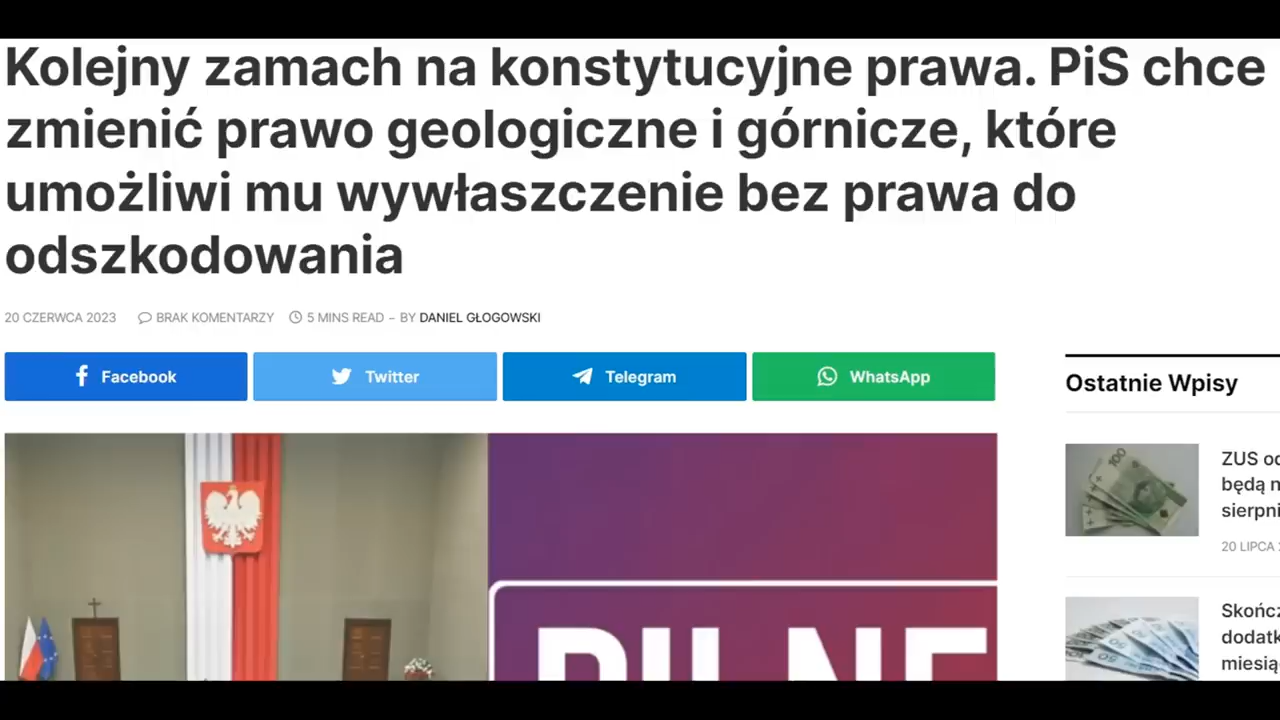 Kolejny zamach na konstytucyjne prawa. PiS chce
zmienić prawo geologiczne i górnicze, które
umożliwi mu wywłaszczenie bez prawa do
odszkodowania
20 CZERWCA 2023 BRAK KOMENTARZY 5 MINS READ – BY DANIEL GŁOGOWSKI
Facebook Twitter Telegram WhatsApp
Ostatnie Wpisy
ZUS
będą
20 LIPCA
PILNE